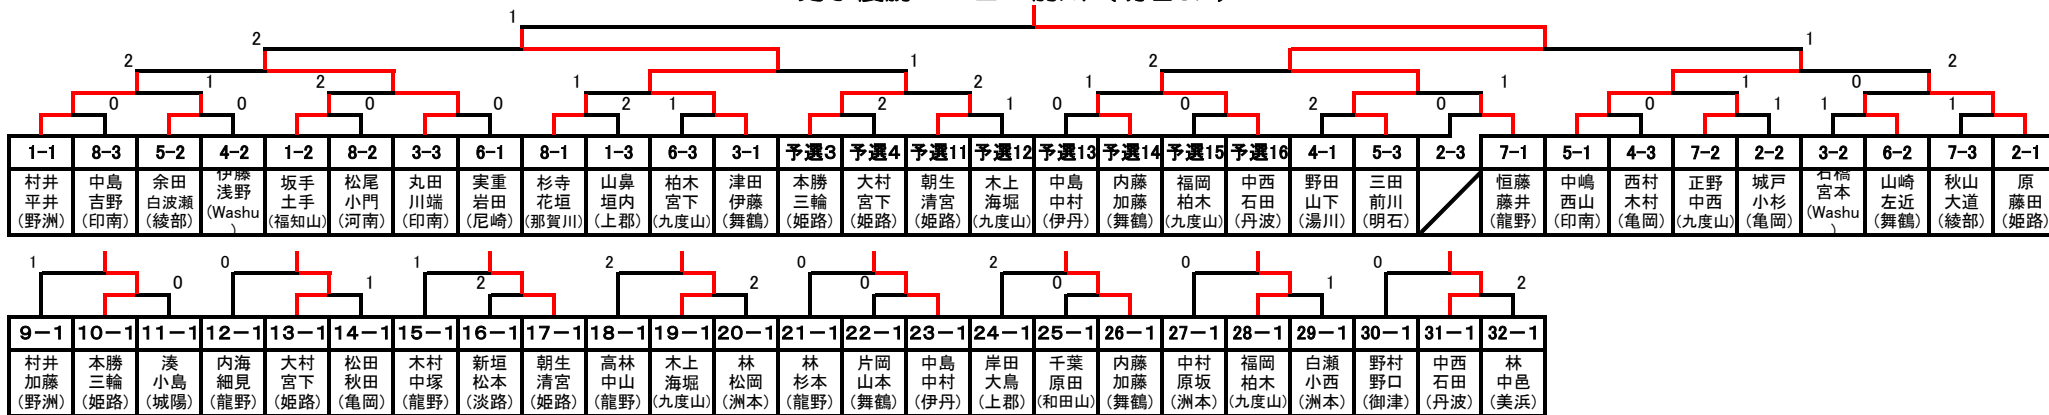 1
2 1
2 1 2 1
1 2 1 2 2 1 1 0 2
0 0 0 0 2 1 2 1 0 0 2 0 0 1 1 1
1-1 8-3 5-2 4-2 1-2 8-2 3-3 6-1 8-1 1-3 6-3 3-1 予選3 予選4 予選11 予選12 予選13 予選14 予選15 予選16 4-1 5-3 2-3 7-1 5-1 4-3 7-2 2-2 3-2 6-2 7-3 2-1
村井 中島 余田 伊藤 坂手 松尾 丸田 実重 杉寺 山鼻 柏木 津田 本勝 大村 朝生 木上 中島 内藤 福岡 中西 野田 三田 恒藤 中嶋 西村 正野 城戸 石橋 山崎 秋山 原
平井 吉野 白波瀬 浅野 土手 小門 川端 岩田 花垣 垣内 宮下 伊藤 三輪 宮下 清宮 海堀 中村 加藤 柏木 石田 山下 前川 藤井 西山 木村 中西 小杉 宮本 左近 大道 藤田
(野洲) (印南) (綾部) (Washu) (福知山) (河南) (印南) (尼崎) (那賀川) (上郡) (九度山) (舞鶴) (姫路) (姫路) (姫路) (九度山) (伊丹) (舞鶴) (九度山) (丹波) (湯川) (明石) (龍野) (印南) (亀岡) (九度山) (亀岡) (Washu) (舞鶴) (綾部) (姫路)
1 0 1 2 0 2 0 0
0 1 2 2 0 0 1 2
9-1 10-1 11-1 12-1 13-1 14-1 15-1 16-1 17-1 18-1 19-1 20-1 21-1 22-1 23-1 24-1 25-1 26-1 27-1 28-1 29-1 30-1 31-1 32-1
村井 本勝 湊 内海 大村 松田 木村 新垣 朝生 高林 木上 林 林 片岡 中島 岸田 千葉 内藤 中村 福岡 白瀬 野村 中西 林
加藤 三輪 小島 細見 宮下 秋田 中塚 松本 清宮 中山 海堀 松岡 杉本 山本 中村 大鳥 原田 加藤 原坂 柏木 小西 野口 石田 中邑
(野洲) (姫路) (城陽) (龍野) (姫路) (亀岡) (龍野) (淡路) (姫路) (龍野) (九度山) (洲本) (龍野) (舞鶴) (伊丹) (上郡) (和田山) (舞鶴) (洲本) (九度山) (洲本) (御津) (丹波) (美浜)